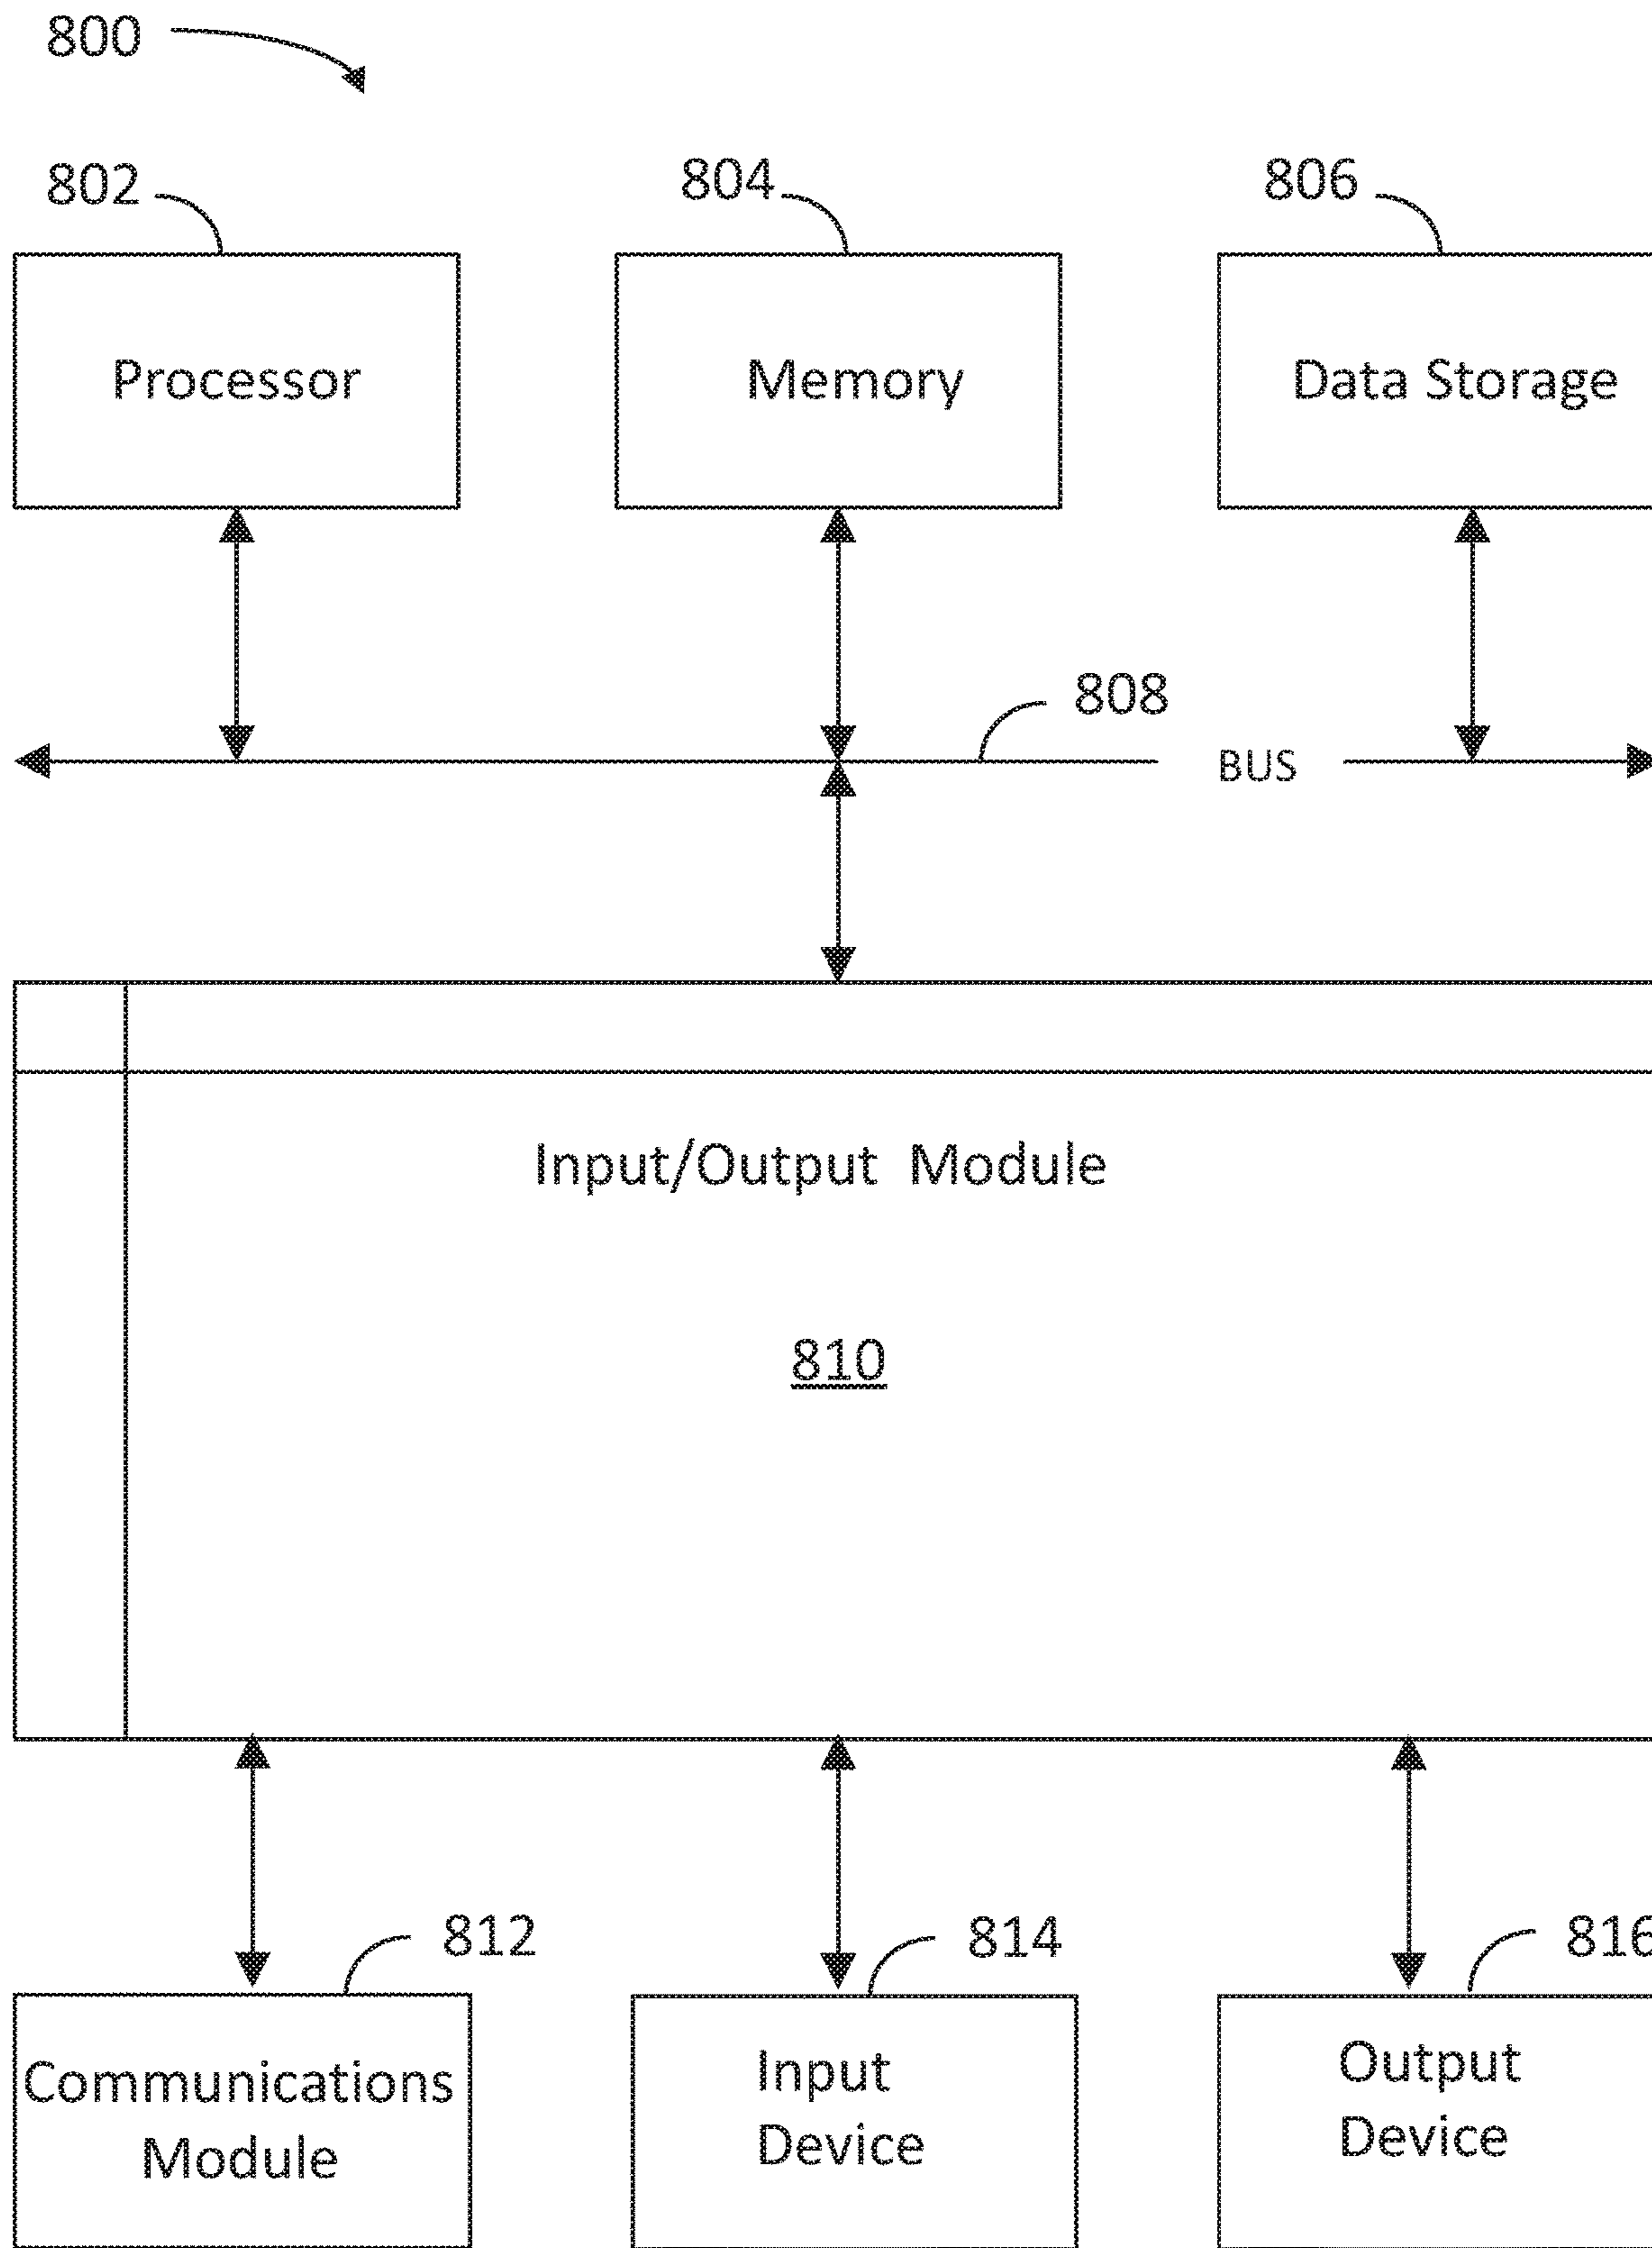 800
802
804
806
Processor
Memory
Data Storage
808
BUS
Input/Output Module
810
812
814
816
Communications
Module
Input
Device
Output
Device